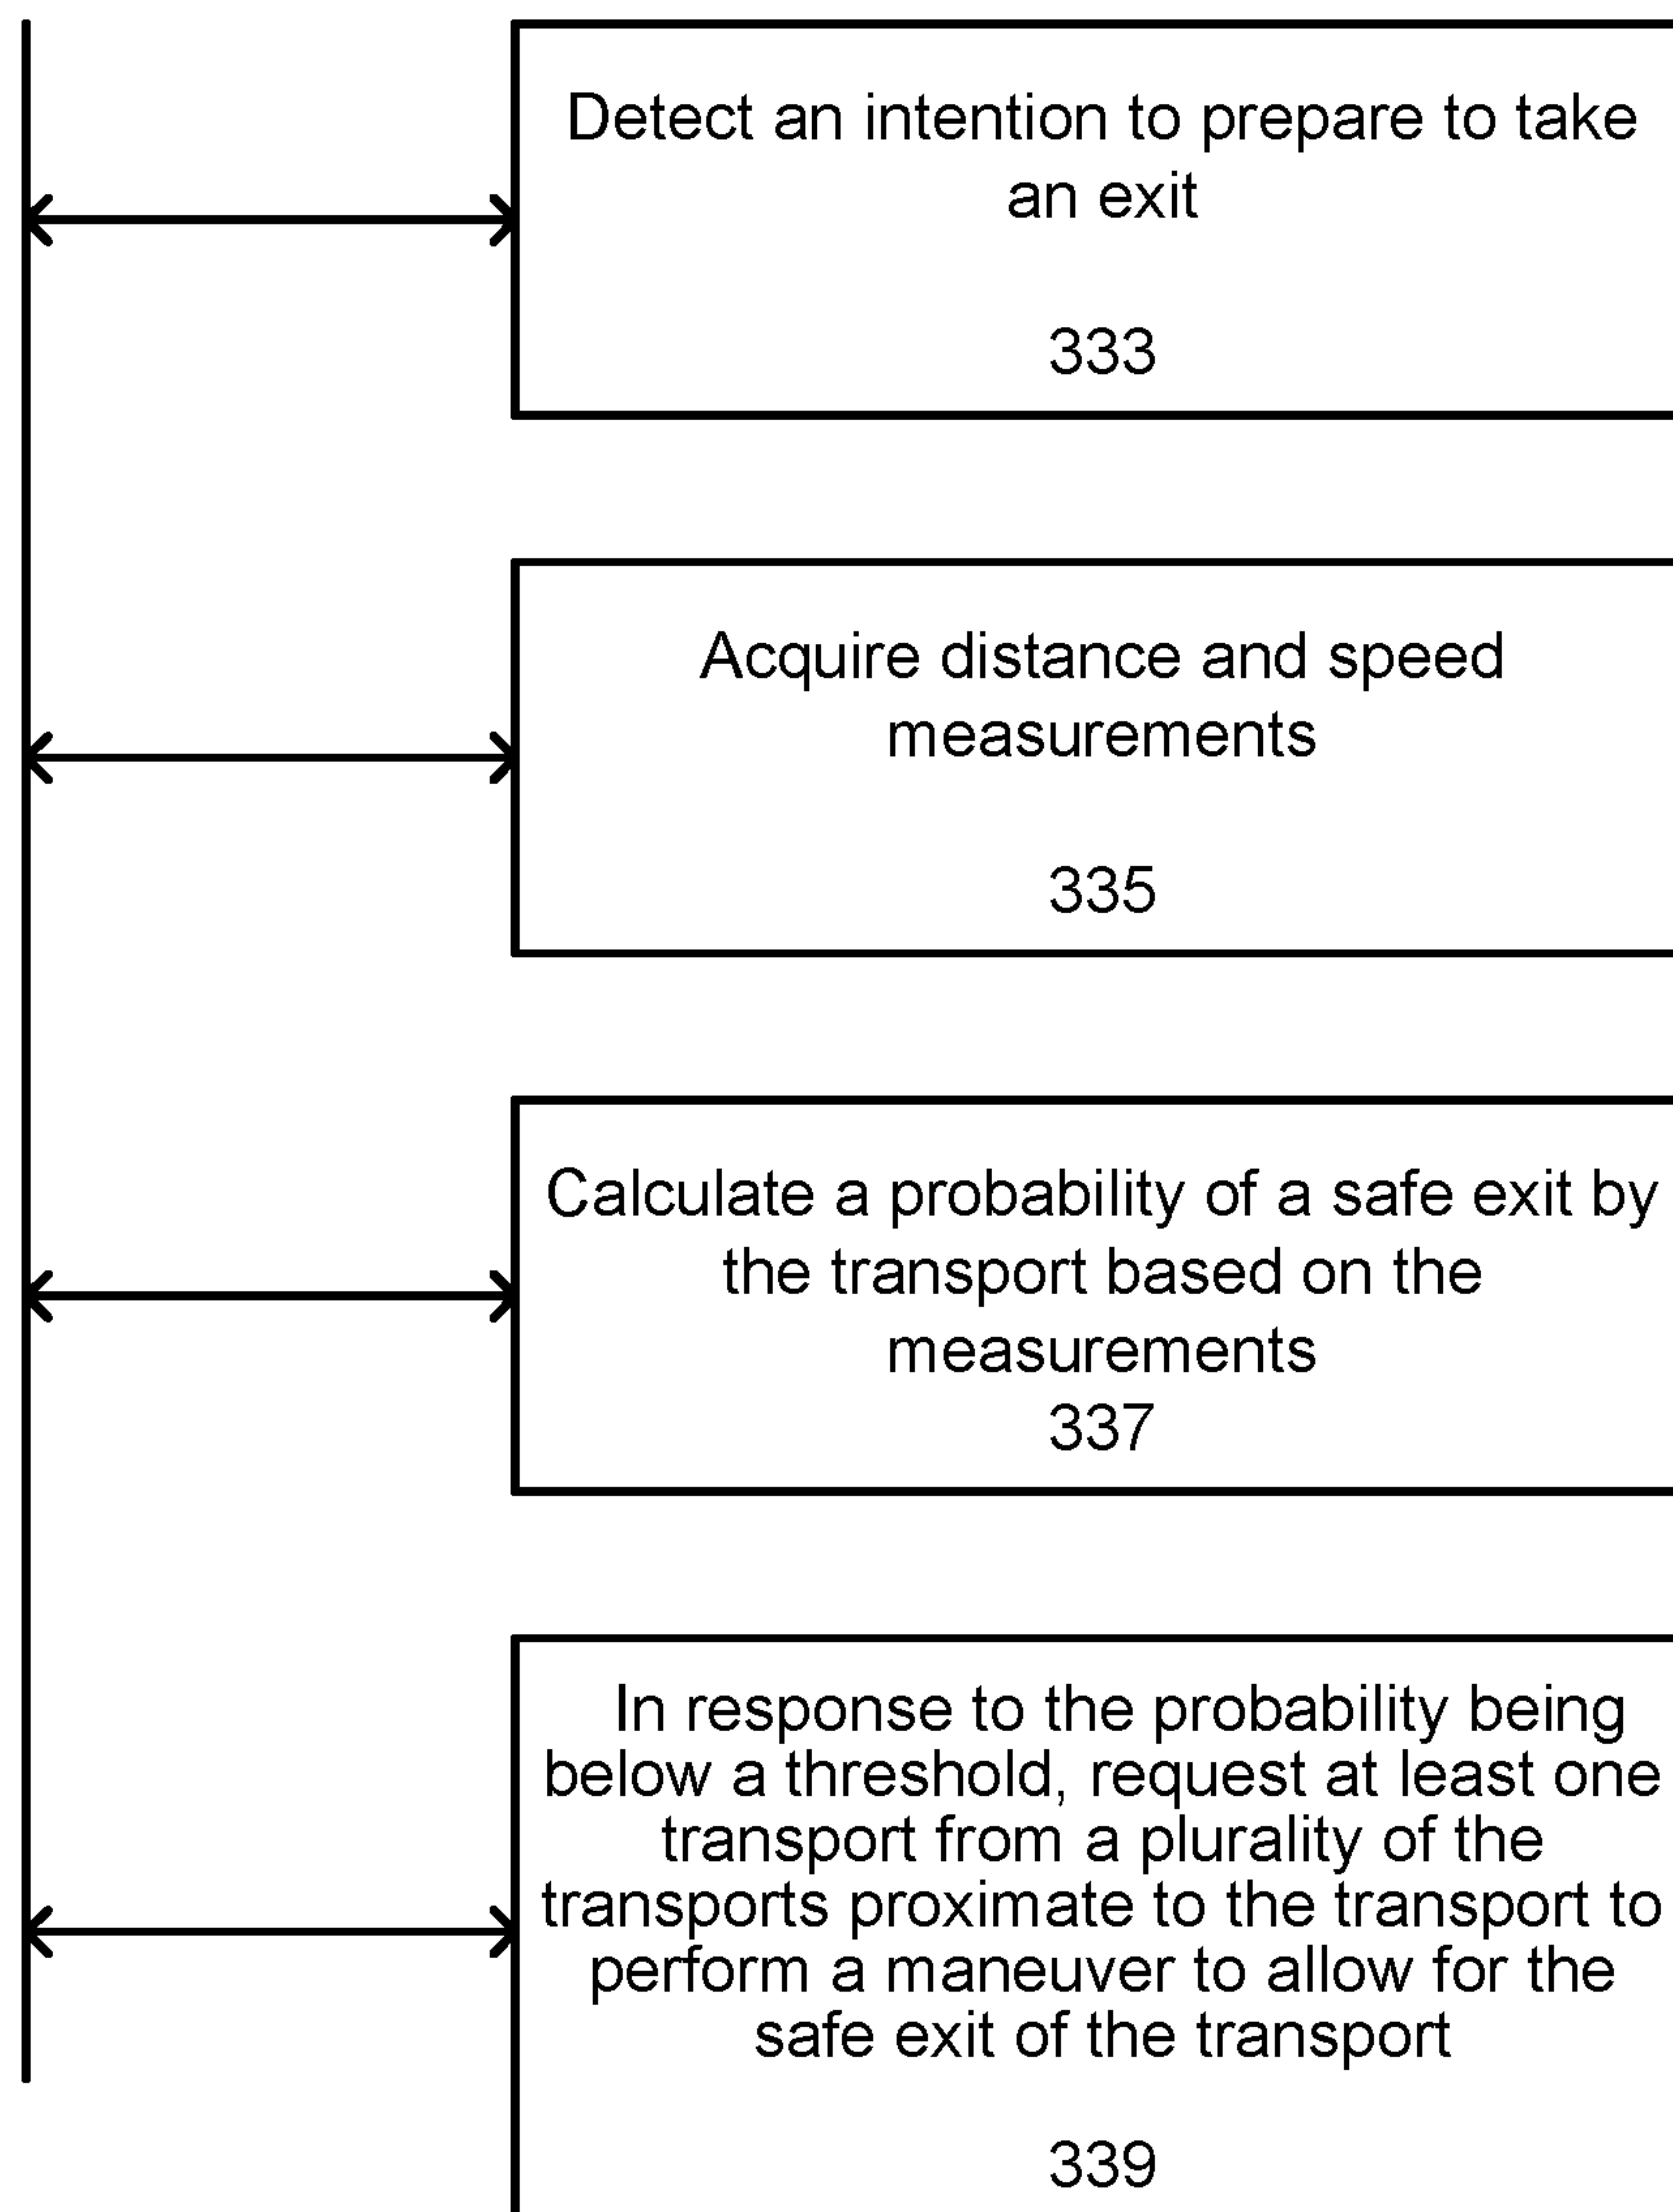 Detect an intention to prepare to take
an exit
333
Acquire distance and speed
measurements
335
Calculate a probability of a safe exit by
the transport based on the
measurements
337
In response to the probability being
below a threshold, request at least one
transport from a plurality of the
transports proximate to the transport to
perform a maneuver to allow for the
safe exit of the transport
339